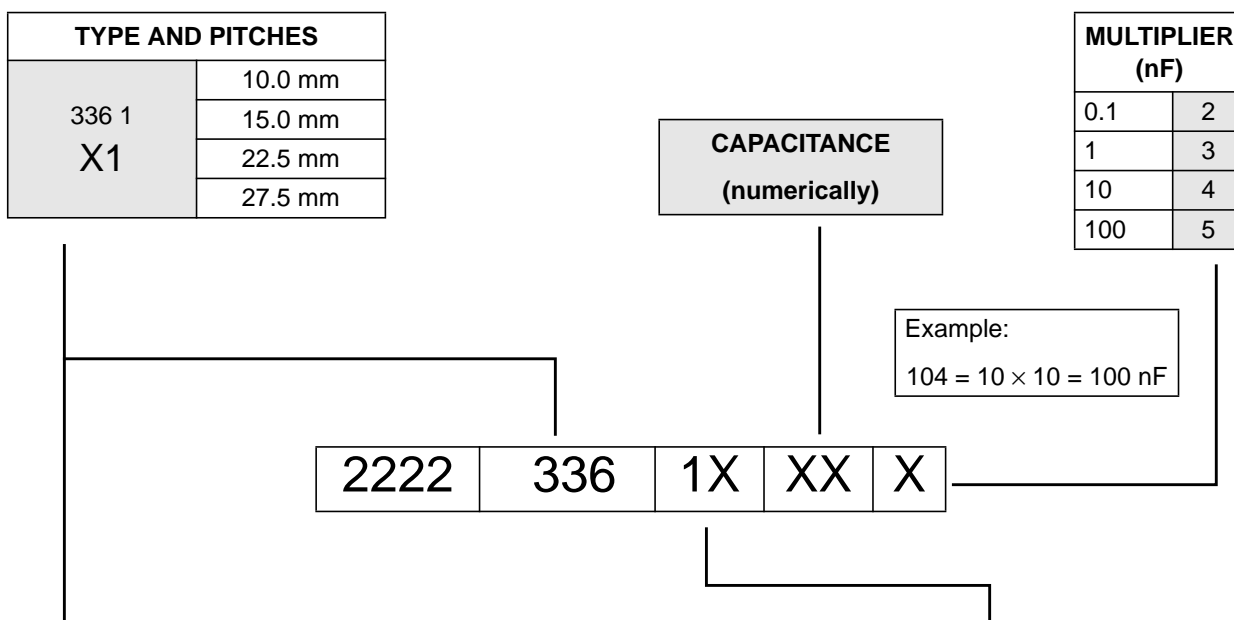 TYPE AND PITCHES
336 1
X1
10.0 mm
15.0 mm
22.5 mm
27.5 mm
CAPACITANCE
(numerically)
MULTIPLIER
(nF)
0.1 2
1 3
10 4
100 5
Example:
104 = 10 × 10 = 100 nF
2222 336 1X XX X